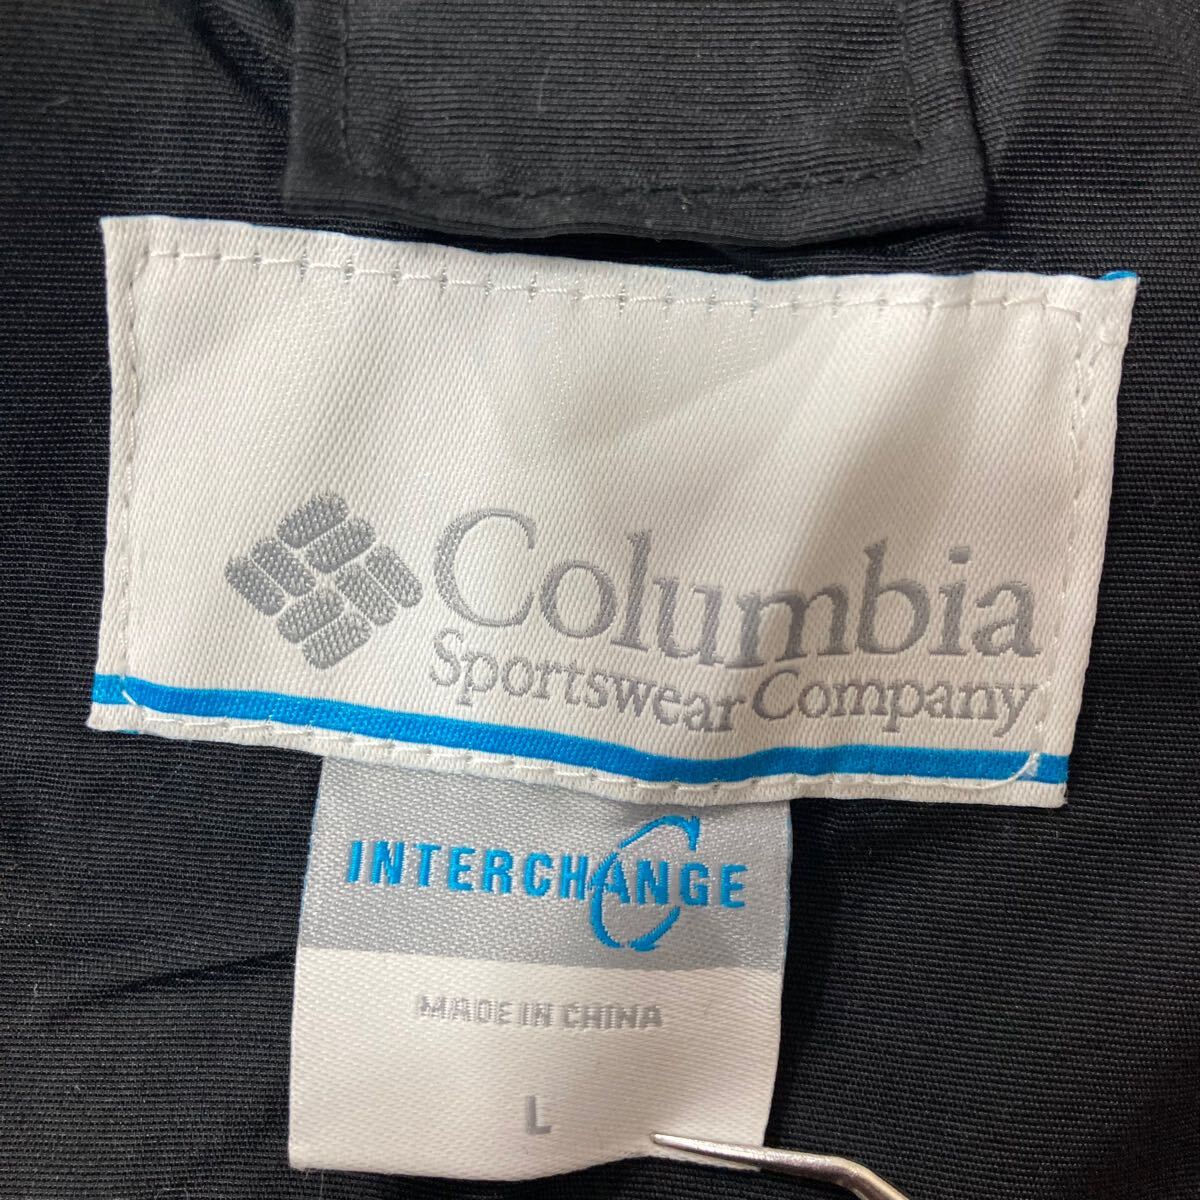 Columbia
Sportswear Company
INTERCHANGE
MADE IN CHINA
L